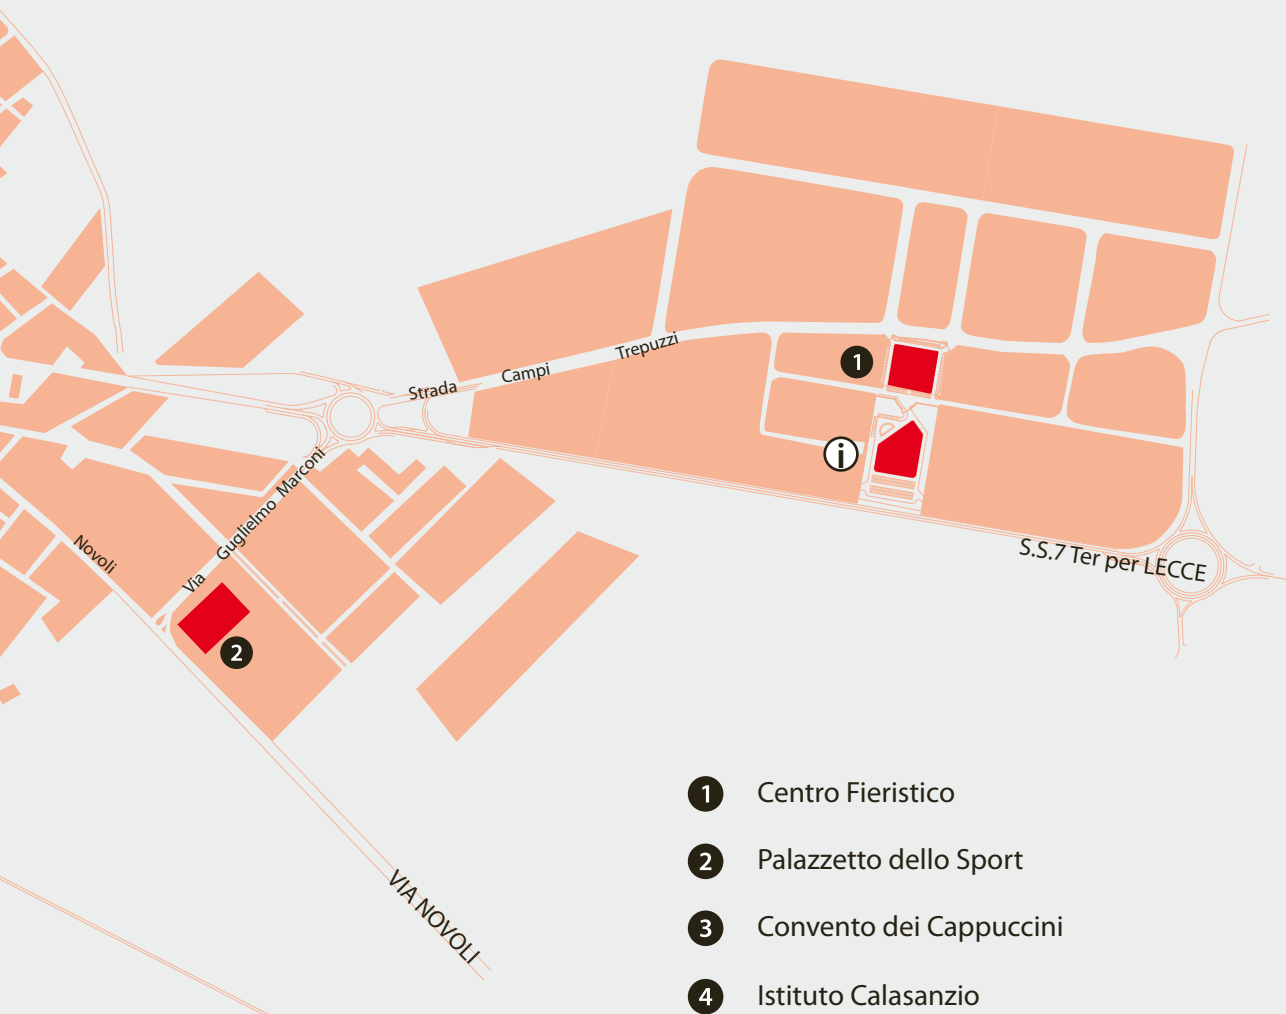 Strada Campi Trepuzzi
1
i
Via Guglielmo Marconi
Novoli
S.S.7 Ter per LECCE
2
VIA NOVOLI
1 Centro Fieristico
2 Palazzetto dello Sport
3 Convento dei Cappuccini
4 Istituto Calasanzio